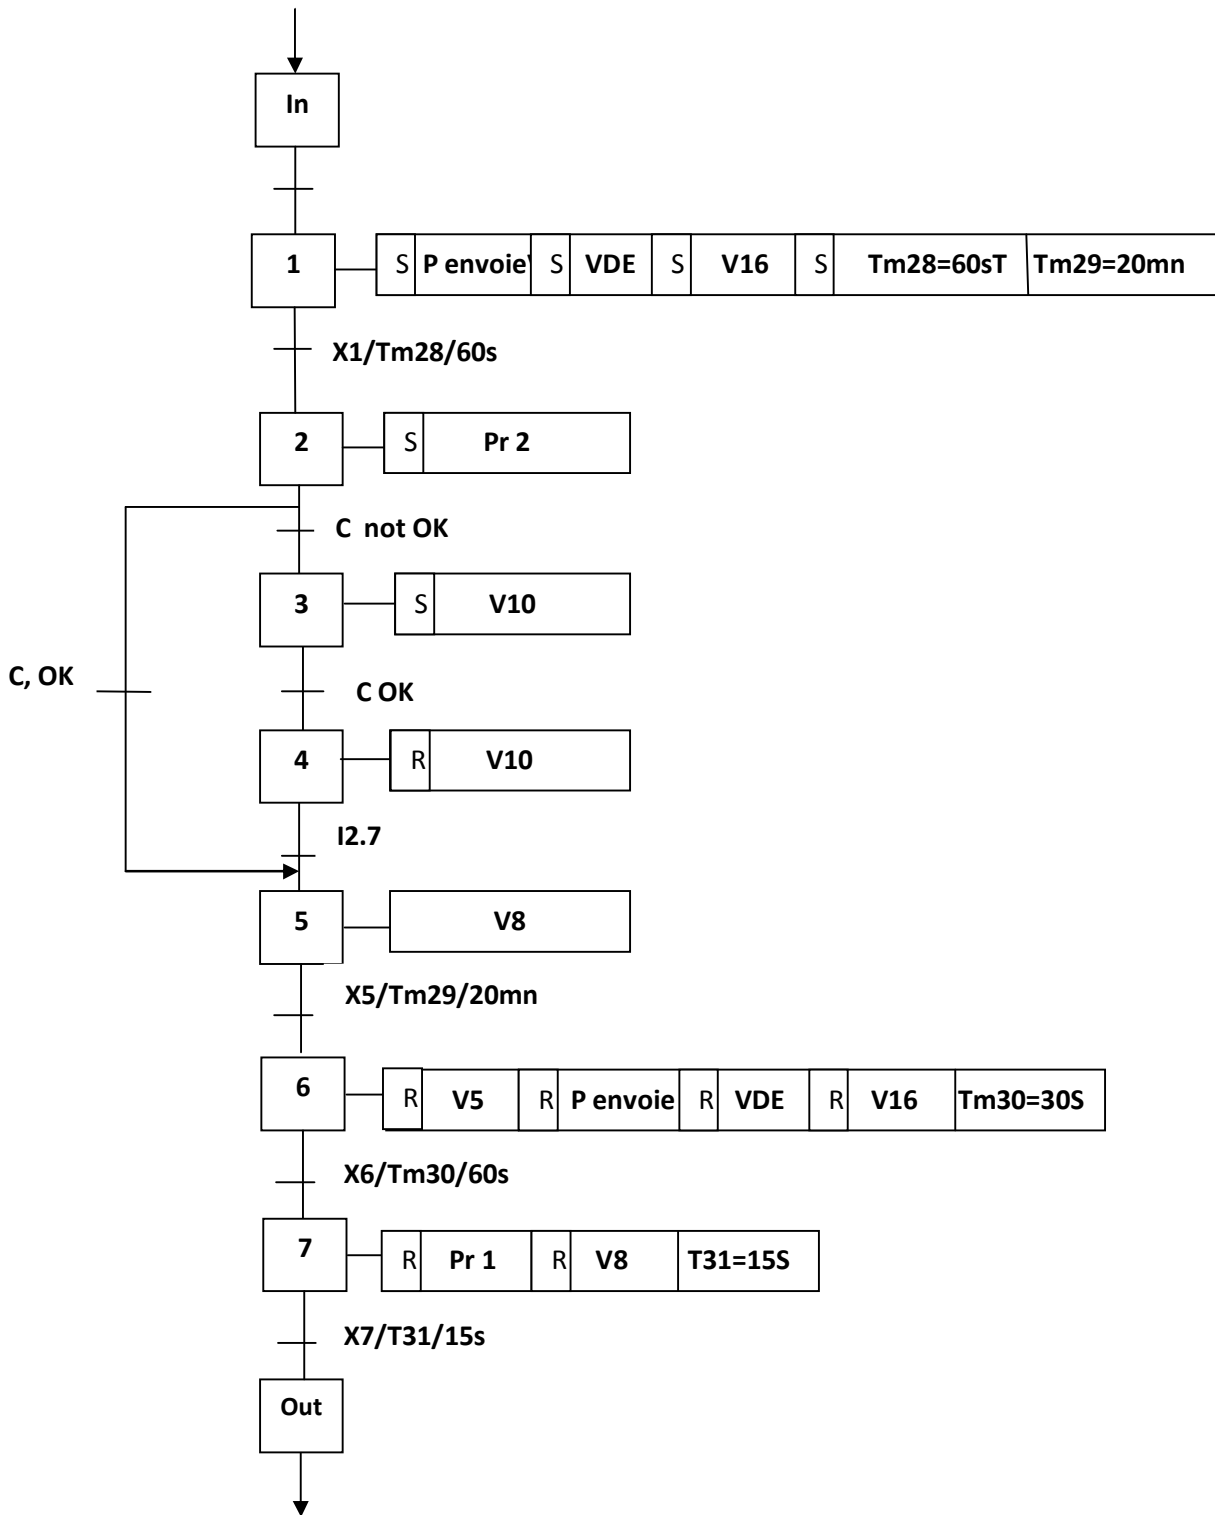 In
1 S P envoie S VDE S V16 S Tm28=60sT Tm29=20mn
X1/Tm28/60s
2 S Pr 2
C not OK
3 S V10
C, OK
C OK
4 R V10
I2.7
5 V8
X5/Tm29/20mn
6 R V5 R P envoie R VDE R V16 Tm30=30S
X6/Tm30/60s
7 R Pr 1 R V8 T31=15S
X7/T31/15s
Out